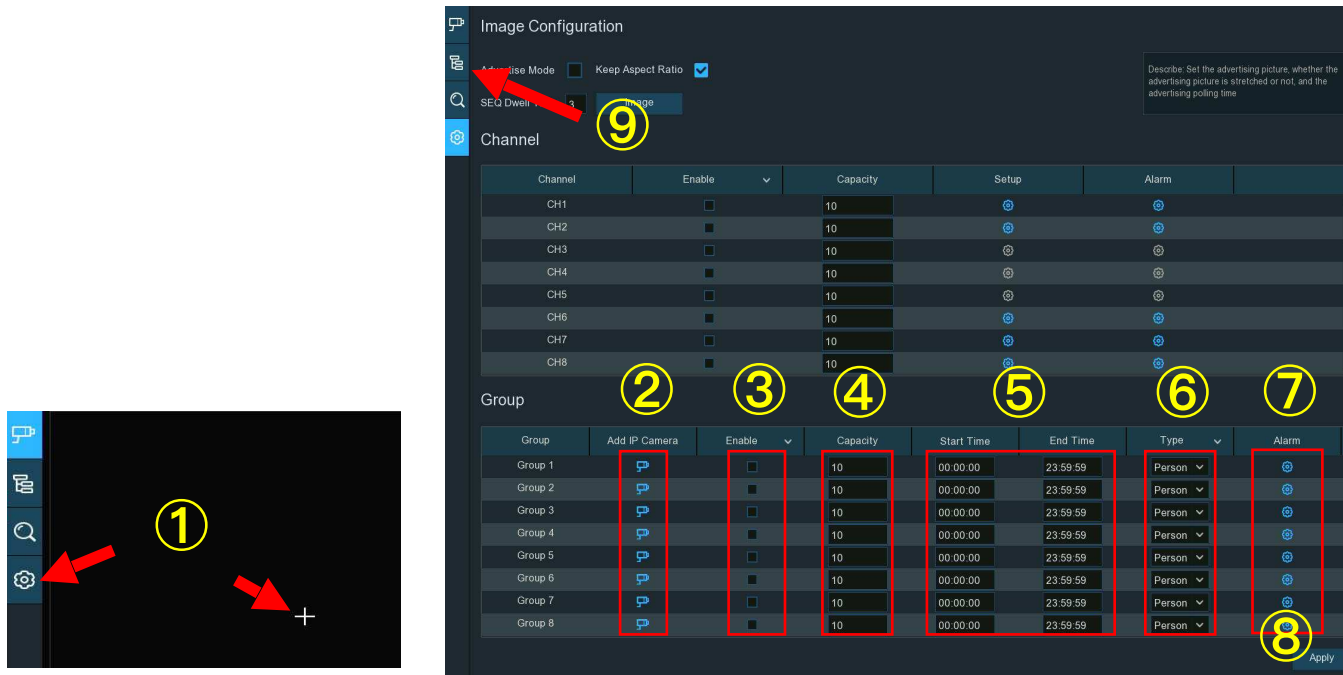 Image Configuration
Advertise Mode Keep Aspect Ratio
SEQ Dwell 3 Image
Describe: Set the advertising picture, whether the
advertising picture is stretched or not, and the
advertising polling time
⑨
Channel
Channel Enable Capacity Setup Alarm
CH1 10
CH2 10
CH3 10
CH4 10
CH5 10
CH6 10
CH7 10
CH8 10
② ③ ④ ⑤ ⑥ ⑦
Group
Group Add IP Camera Enable Capacity Start Time End Time Type Alarm
Group 1 10 00:00:00 23:59:59 Person
Group 2 10 00:00:00 23:59:59 Person
Group 3 10 00:00:00 23:59:59 Person
Group 4 10 00:00:00 23:59:59 Person
Group 5 10 00:00:00 23:59:59 Person
Group 6 10 00:00:00 23:59:59 Person
Group 7 10 00:00:00 23:59:59 Person
Group 8 10 00:00:00 23:59:59 Person
⑧
Apply
①